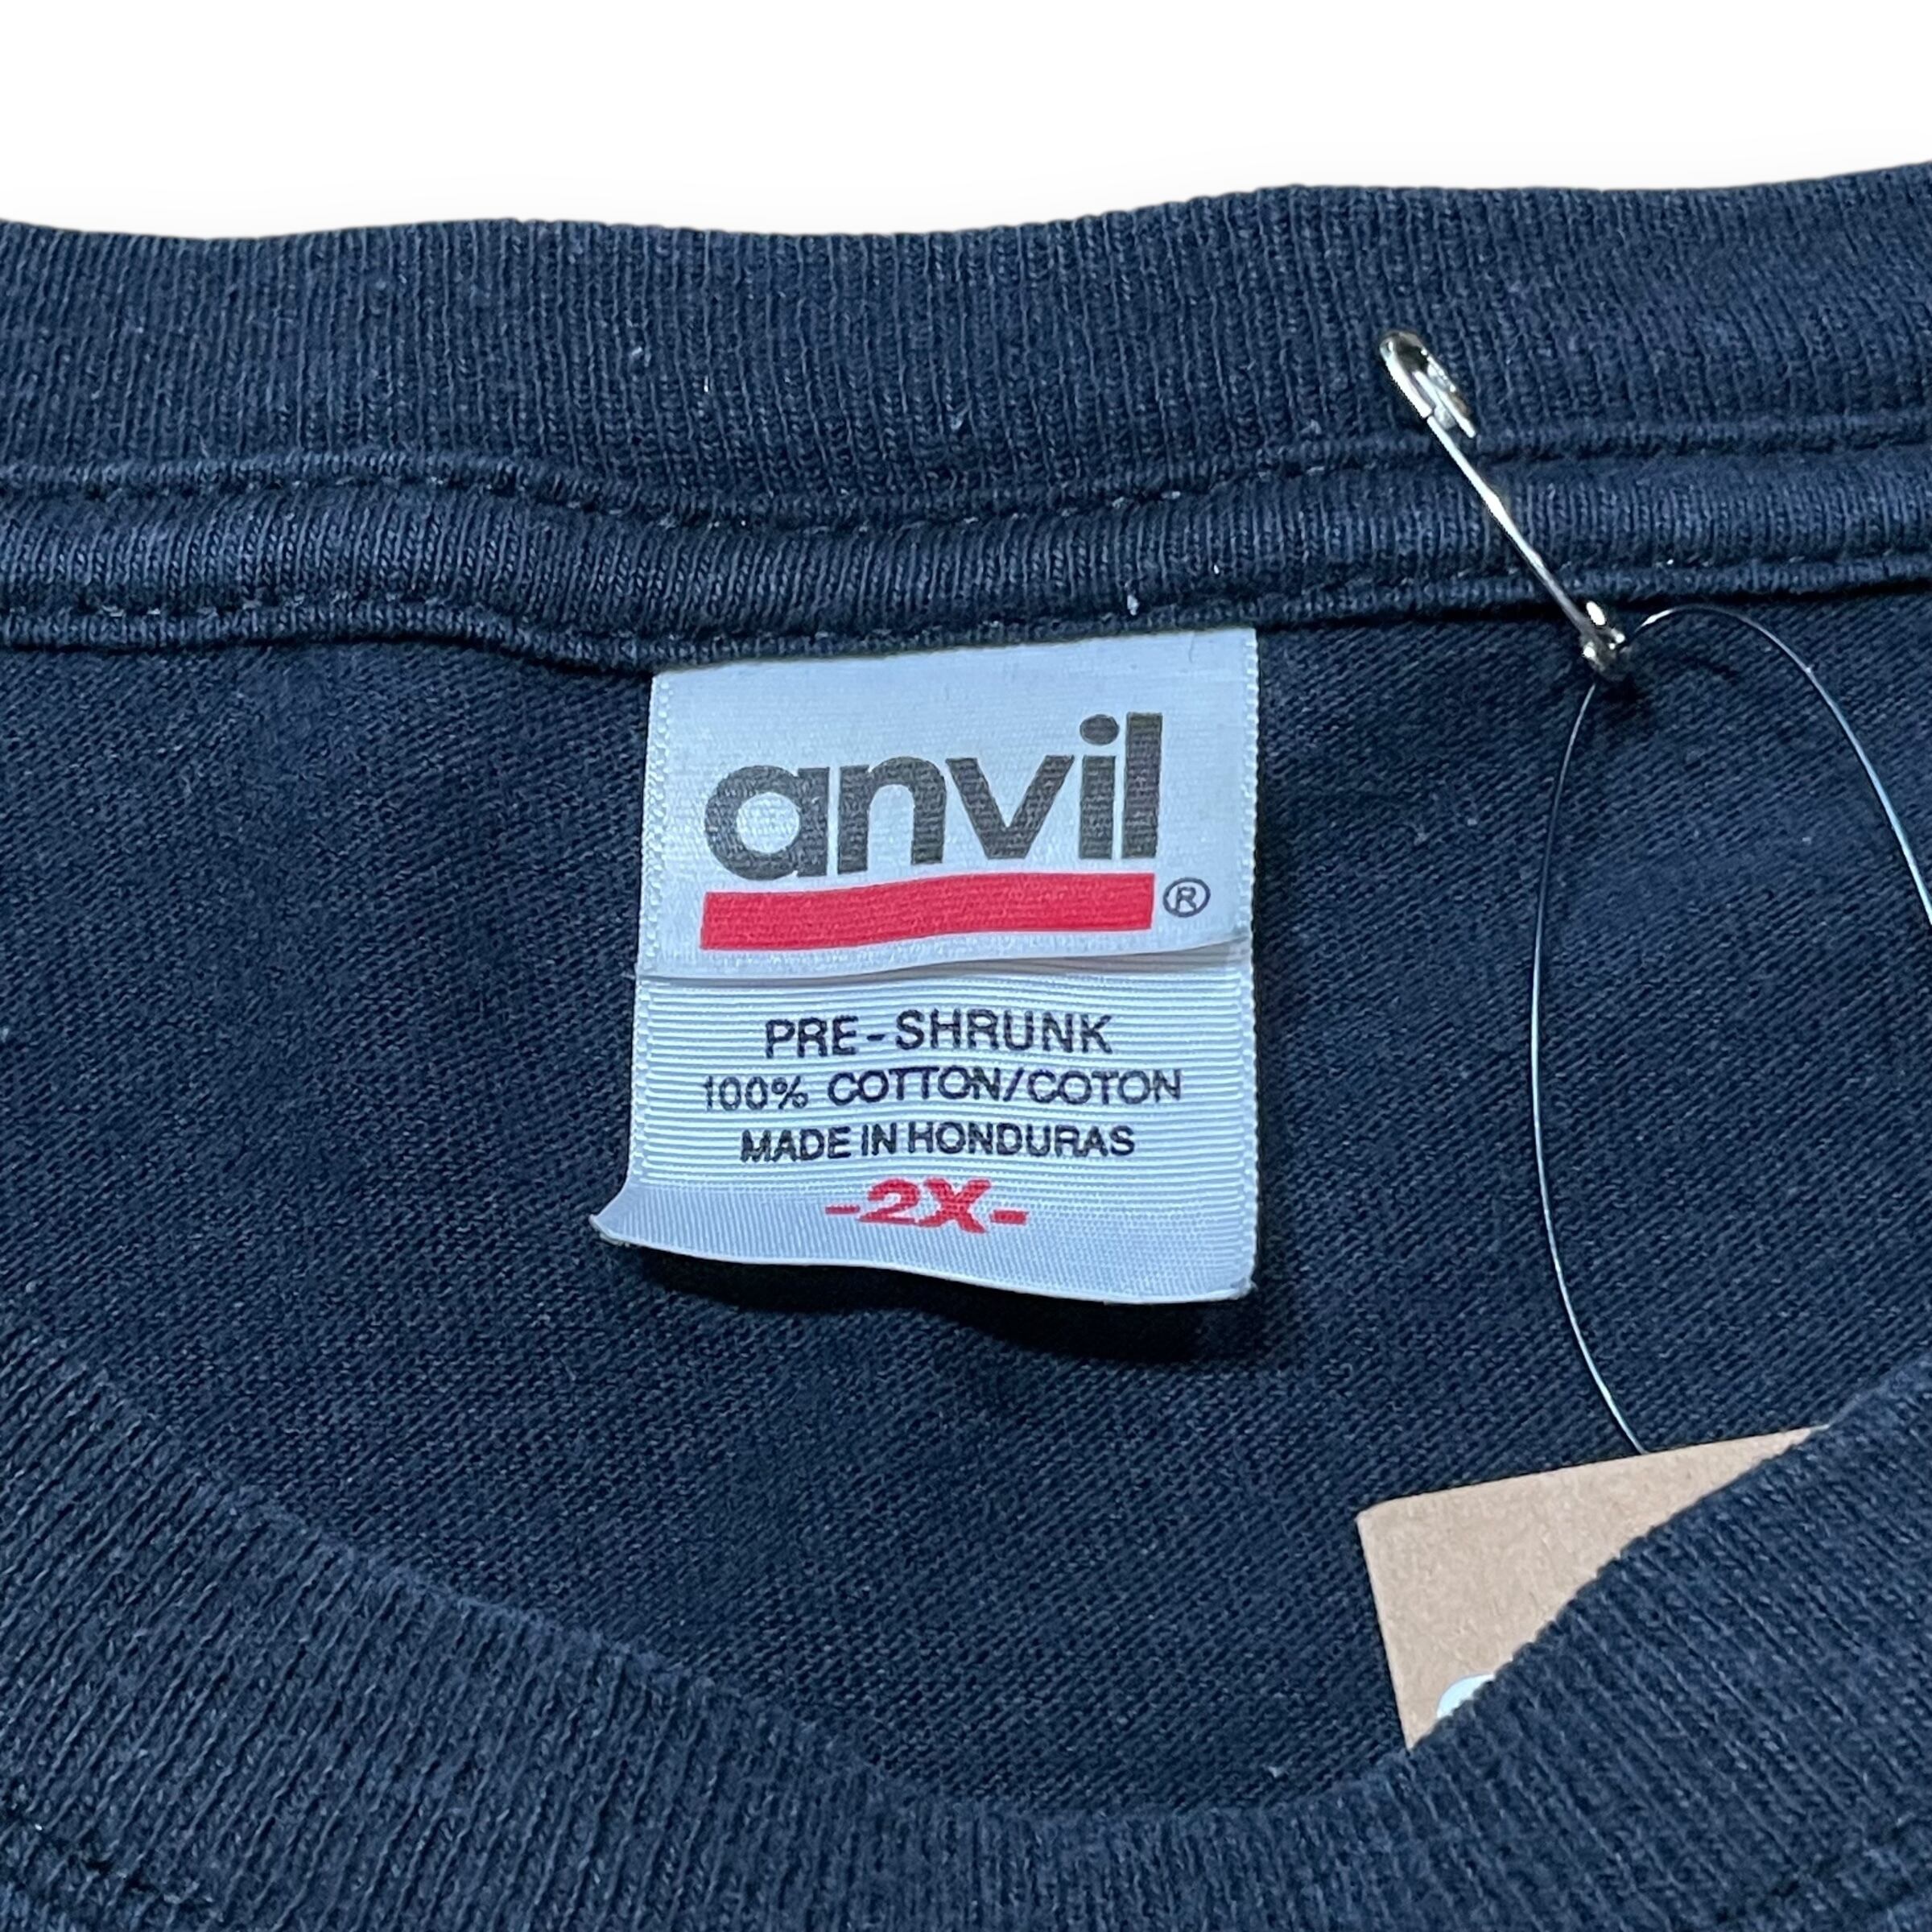 anvil
®
PRE-SHRUNK
100% COTTON/COTON
MADE IN HONDURAS
-2X-